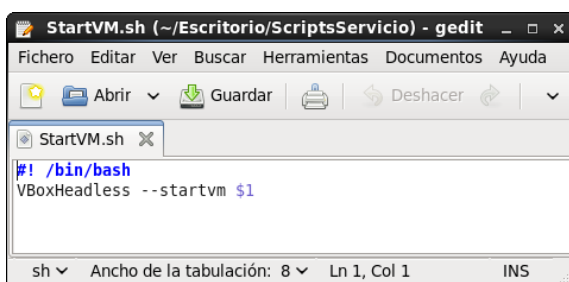 StartVM.sh (~/Escritorio/ScriptsServicio) - gedit
Fichero Editar Ver Buscar Herramientas Documentos Ayuda
Abrir Guardar Deshacer
StartVM.sh
#! /bin/bash
VBoxHeadless --startvm $1
sh Ancho de la tabulación: 8 Ln 1, Col 1 INS